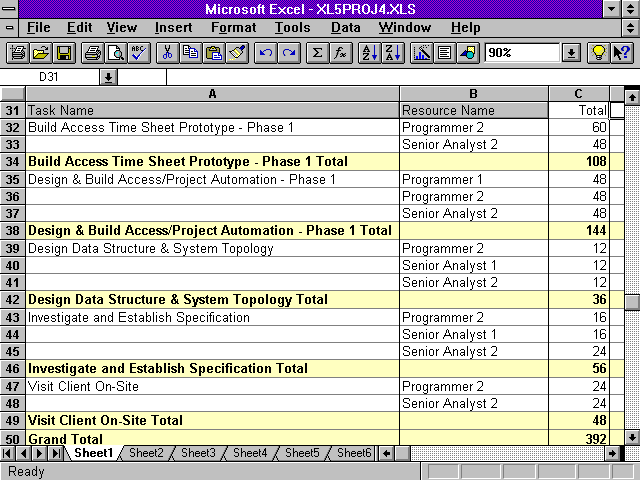 Microsoft Excel - XL5PROJ4.XLS
File Edit View Insert Format Tools Data Window Help
ABC Σ fx A Z Z A 90% ?
D31
A B C
31 Task Name Resource Name Total
32 Build Access Time Sheet Prototype - Phase 1 Programmer 2 60
33 Senior Analyst 2 48
34 Build Access Time Sheet Prototype - Phase 1 Total 108
35 Design & Build Access/Project Automation - Phase 1 Programmer 1 48
36 Programmer 2 48
37 Senior Analyst 2 48
38 Design & Build Access/Project Automation - Phase 1 Total 144
39 Design Data Structure & System Topology Programmer 2 12
40 Senior Analyst 1 12
41 Senior Analyst 2 12
42 Design Data Structure & System Topology Total 36
43 Investigate and Establish Specification Programmer 2 16
44 Senior Analyst 1 16
45 Senior Analyst 2 24
46 Investigate and Establish Specification Total 56
47 Visit Client On-Site Programmer 2 24
48 Senior Analyst 2 24
49 Visit Client On-Site Total 48
50 Grand Total 392
Sheet1 Sheet2 Sheet3 Sheet4 Sheet5 Sheet6
Ready